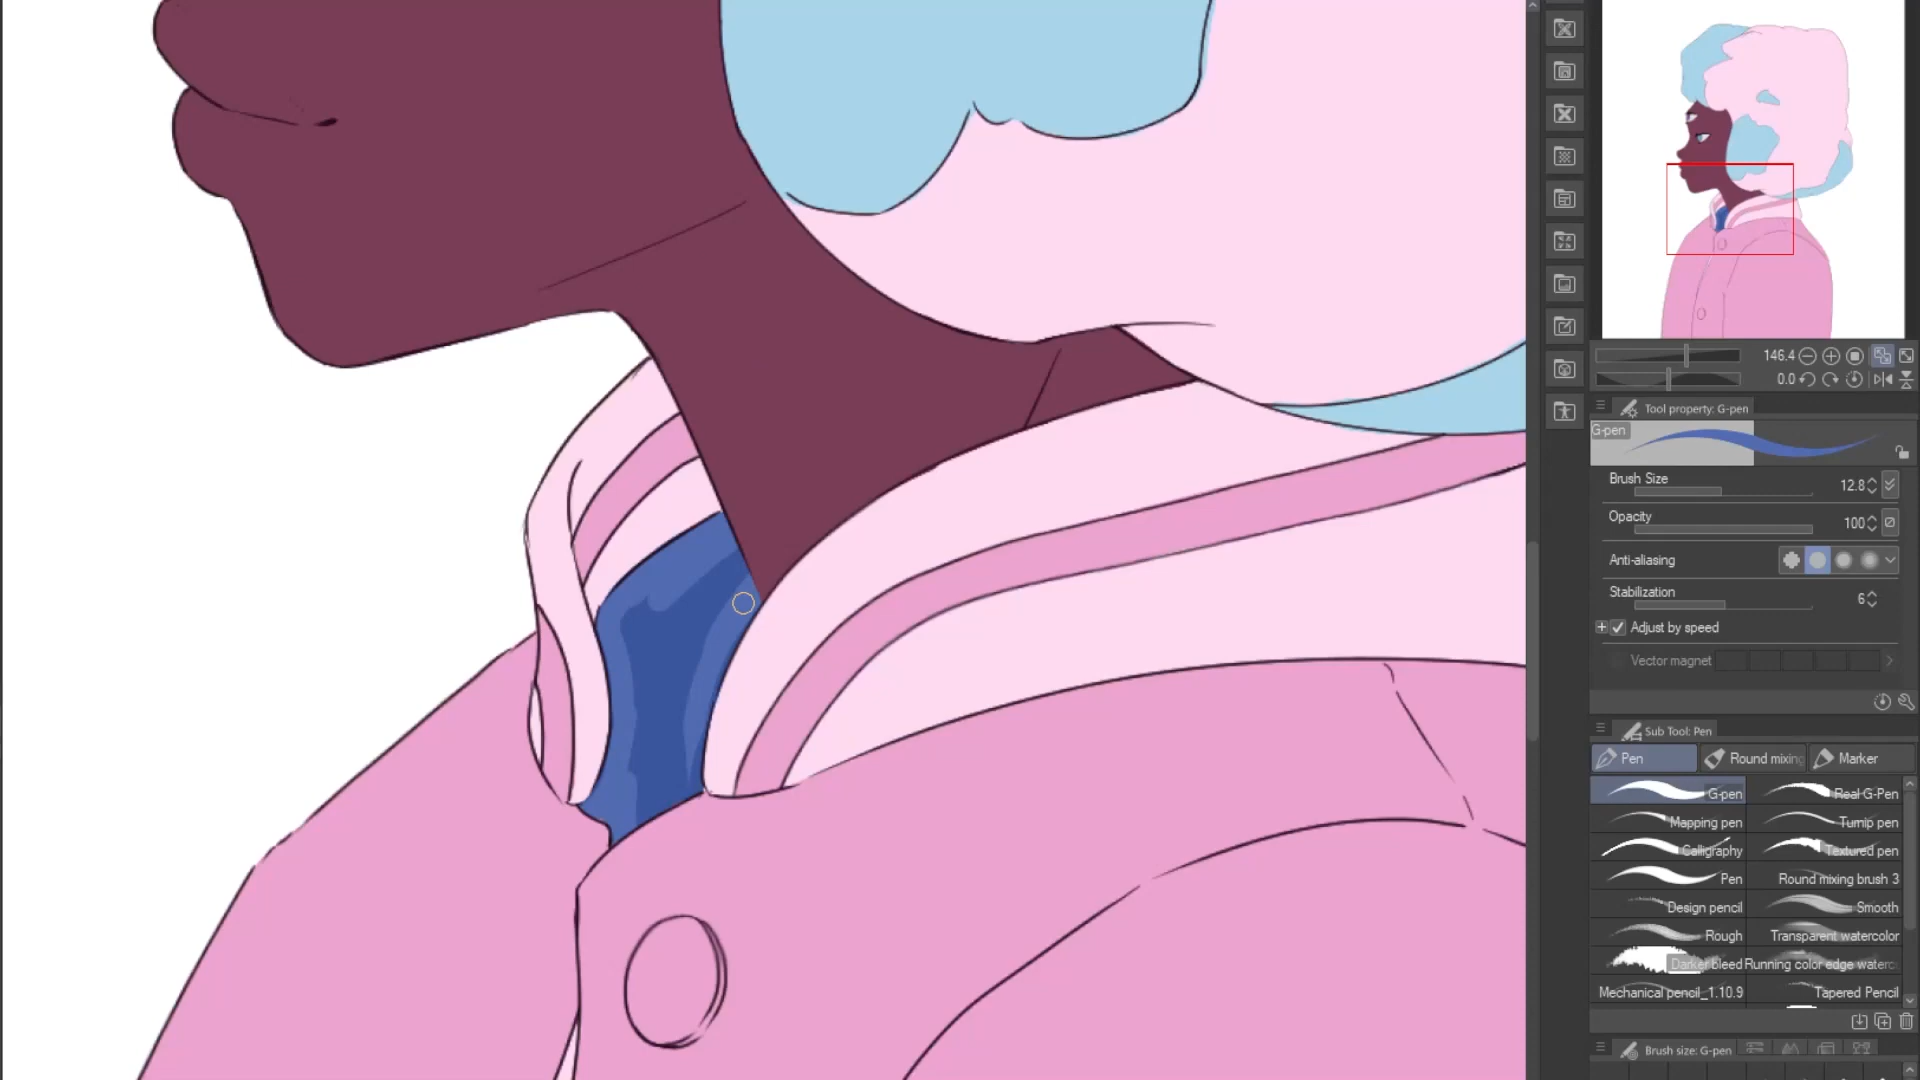 146.4
0.0
Tool property: G-pen
G-pen
Brush Size 12.8
Opacity 100
Anti-aliasing
Stabilization 6
Adjust by speed
Vector magnet
Sub Tool: Pen
Pen Round mixing Marker
G-pen Real G-Pen
Mapping pen Turnip pen
Calligraphy Textured pen
Pen Round mixing brush 3
Design pencil Smooth
Rough Transparent watercolor
Darker bleed Running color edge waterc
Mechanical pencil_1.10.9 Tapered Pencil
Brush size: G-pen